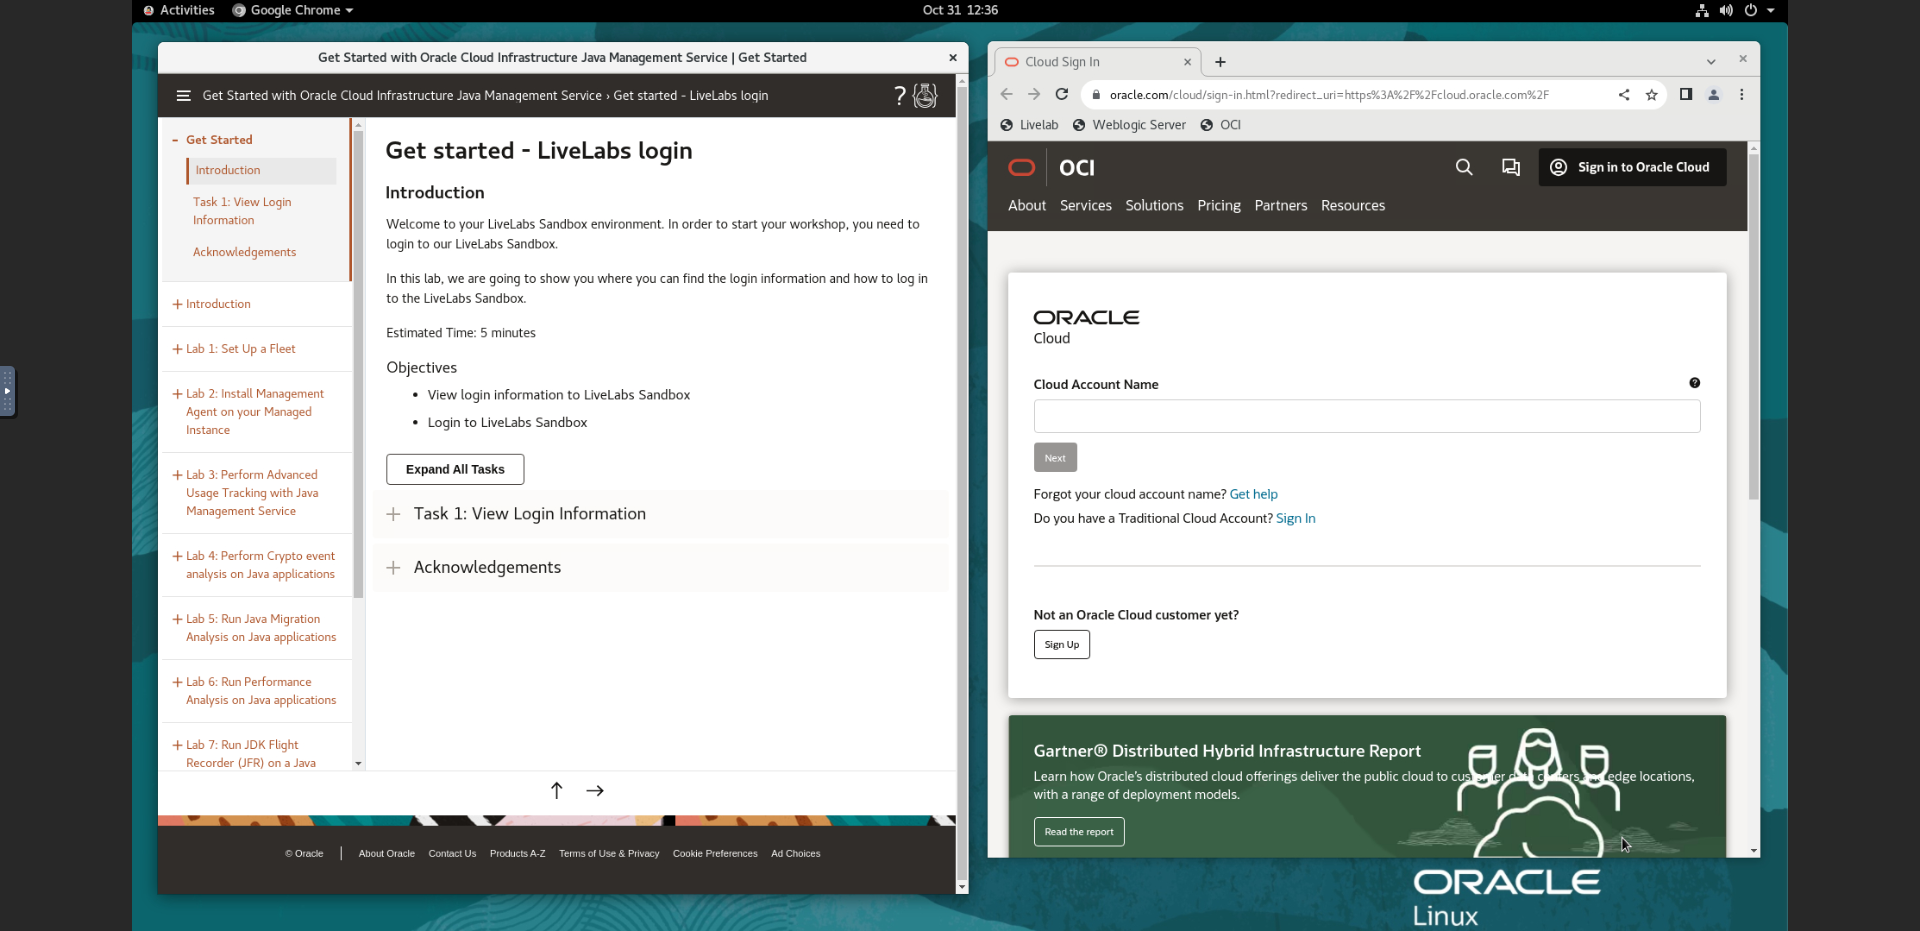 Activities
Google Chrome
Oct 31 12:36
Get Started with Oracle Cloud Infrastructure Java Management Service | Get Started
Get Started with Oracle Cloud Infrastructure Java Management Service › Get started - LiveLabs login
?
- Get Started
Introduction
Task 1: View Login
Information
Acknowledgements
+ Introduction
+ Lab 1: Set Up a Fleet
+ Lab 2: Install Management
Agent on your Managed
Instance
+ Lab 3: Perform Advanced
Usage Tracking with Java
Management Service
+ Lab 4: Perform Crypto event
analysis on Java applications
+ Lab 5: Run Java Migration
Analysis on Java applications
+ Lab 6: Run Performance
Analysis on Java applications
+ Lab 7: Run JDK Flight
Recorder (JFR) on a Java
Get started - LiveLabs login
Introduction
Welcome to your LiveLabs Sandbox environment. In order to start your workshop, you need to
login to our LiveLabs Sandbox.
In this lab, we are going to show you where you can find the login information and how to log in
to the LiveLabs Sandbox.
Estimated Time: 5 minutes
Objectives
• View login information to LiveLabs Sandbox
• Login to LiveLabs Sandbox
Expand All Tasks
+ Task 1: View Login Information
+ Acknowledgements
© Oracle | About Oracle Contact Us Products A-Z Terms of Use & Privacy Cookie Preferences Ad Choices
Cloud Sign In
oracle.com/cloud/sign-in.html?redirect_uri=https%3A%2F%2Fcloud.oracle.com%2F
Livelab Weblogic Server OCI
OCI
Sign in to Oracle Cloud
About Services Solutions Pricing Partners Resources
ORACLE
Cloud
Cloud Account Name
?
Next
Forgot your cloud account name? Get help
Do you have a Traditional Cloud Account? Sign In
Not an Oracle Cloud customer yet?
Sign Up
Gartner® Distributed Hybrid Infrastructure Report
Learn how Oracle's distributed cloud offerings deliver the public cloud to customer data centers and edge locations,
with a range of deployment models.
Read the report
ORACLE
Linux